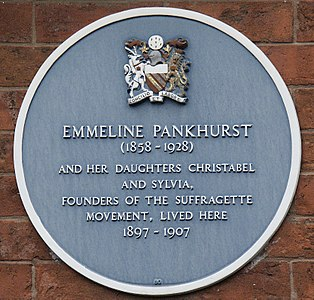 EMMELINE PANKHURST
(1858 - 1928)
AND HER DAUGHTERS CHRISTABEL
AND SYLVIA,
FOUNDERS OF THE SUFFRAGETTE
MOVEMENT, LIVED HERE
1897 - 1907